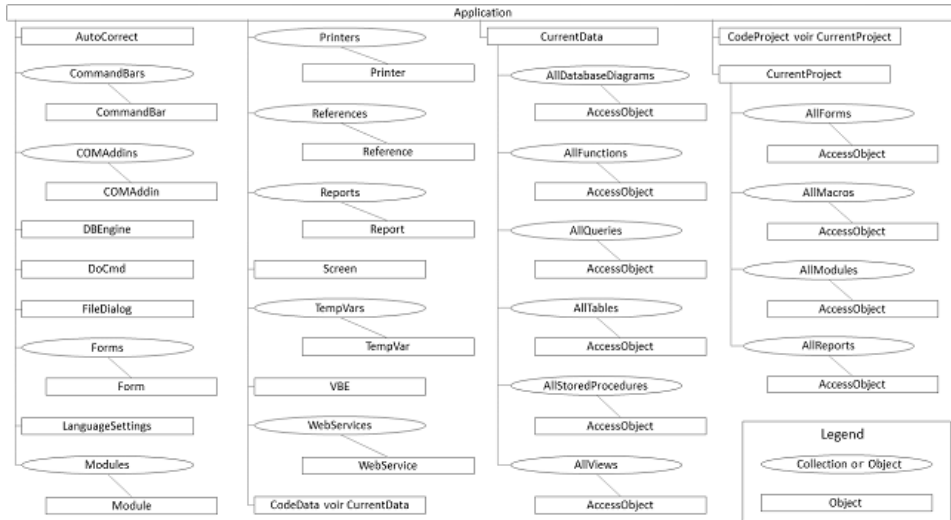 Application
AutoCorrect
CommandBars
CommandBar
COMAddins
COMAddin
DBEngine
DoCmd
FileDialog
Forms
Form
LanguageSettings
Modules
Module
Printers
Printer
References
Reference
Reports
Report
Screen
TempVars
TempVar
VBE
WebServices
WebService
CodeData voir CurrentData
CurrentData
AllDatabaseDiagrams
AccessObject
AllFunctions
AccessObject
AllQueries
AccessObject
AllTables
AccessObject
AllStoredProcedures
AccessObject
AllViews
AccessObject
CodeProject voir CurrentProject
CurrentProject
AllForms
AccessObject
AllMacros
AccessObject
AllModules
AccessObject
AllReports
AccessObject
Legend
Collection or Object
Object